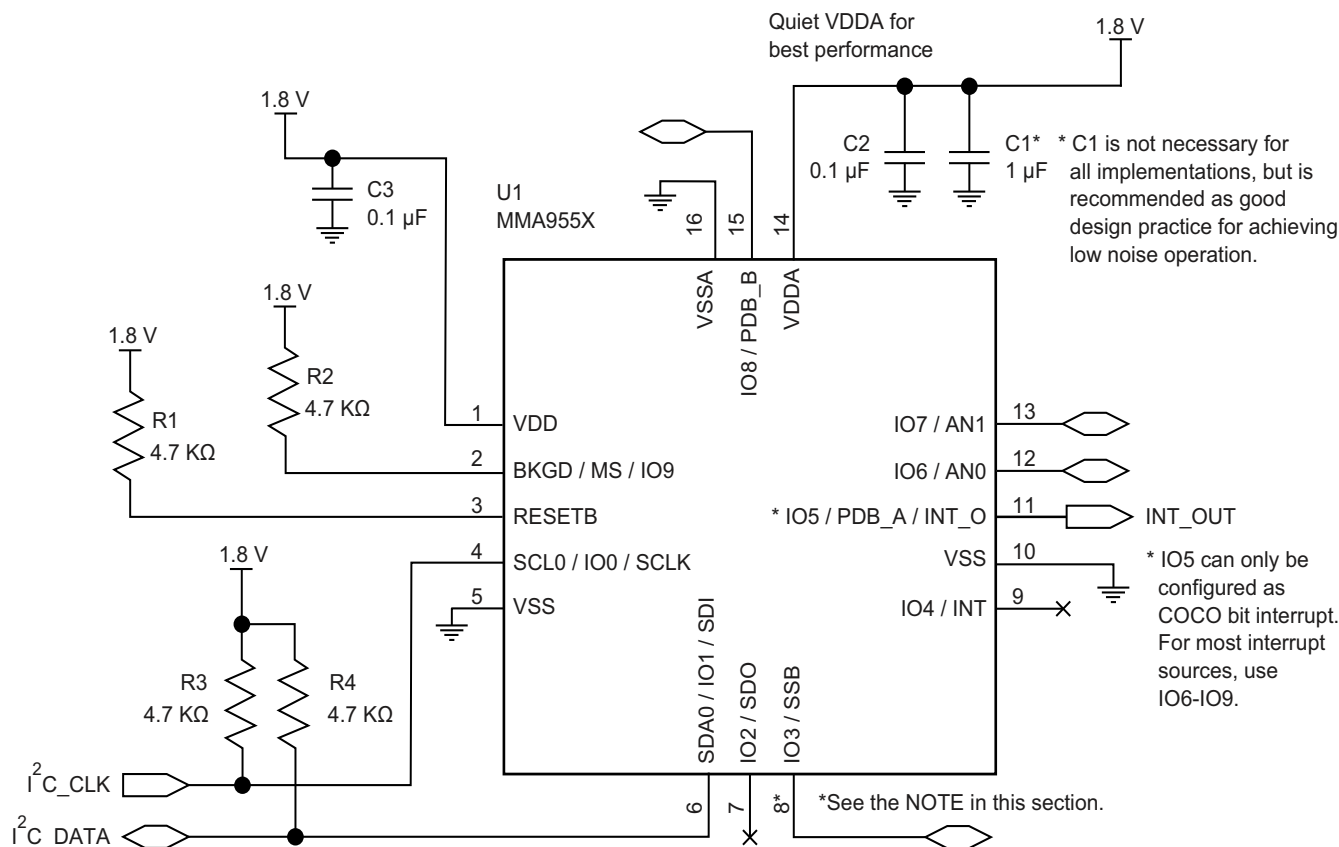 Quiet VDDA for
best performance
1.8 V
1.8 V
C3
0.1 µF
C2
0.1 µF
C1*
1 µF
* C1 is not necessary for
all implementations, but is
recommended as good
design practice for achieving
low noise operation.
U1
MMA955X
16
15
14
VSSA
IO8 / PDB_B
VDDA
1.8 V
R2
4.7 KΩ
1.8 V
R1
4.7 KΩ
1
VDD
2
BKGD / MS / IO9
3
RESETB
4
SCL0 / IO0 / SCLK
5
VSS
IO7 / AN1
13
IO6 / AN0
12
* IO5 / PDB_A / INT_O
11
INT_OUT
VSS
10
IO4 / INT
9
* IO5 can only be
configured as
COCO bit interrupt.
For most interrupt
sources, use
IO6-IO9.
1.8 V
R3
4.7 KΩ
R4
4.7 KΩ
SDA0 / IO1 / SDI
IO2 / SDO
IO3 / SSB
I²C_CLK
6
7
8*
*See the NOTE in this section.
I²C DATA